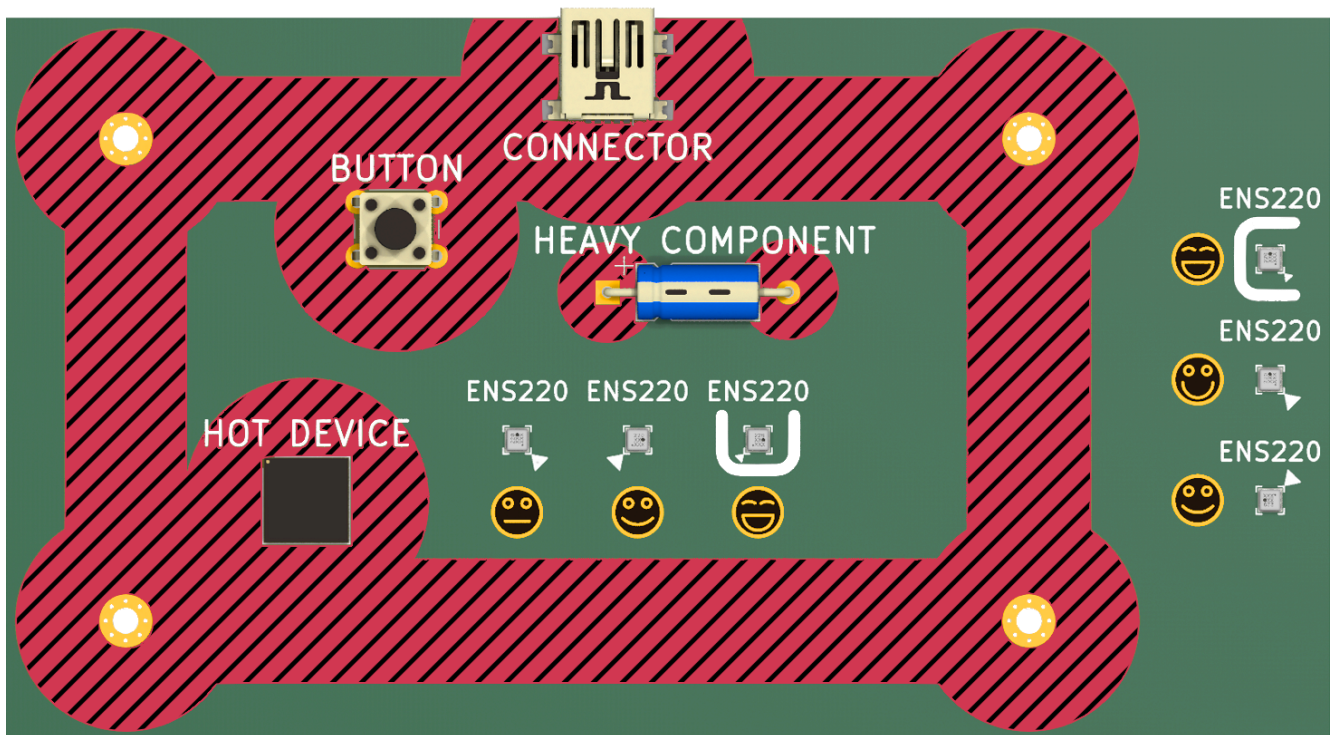 CONNECTOR
BUTTON
ENS220
HEAVY COMPONENT
ENS220
ENS220 ENS220 ENS220
HOT DEVICE
ENS220